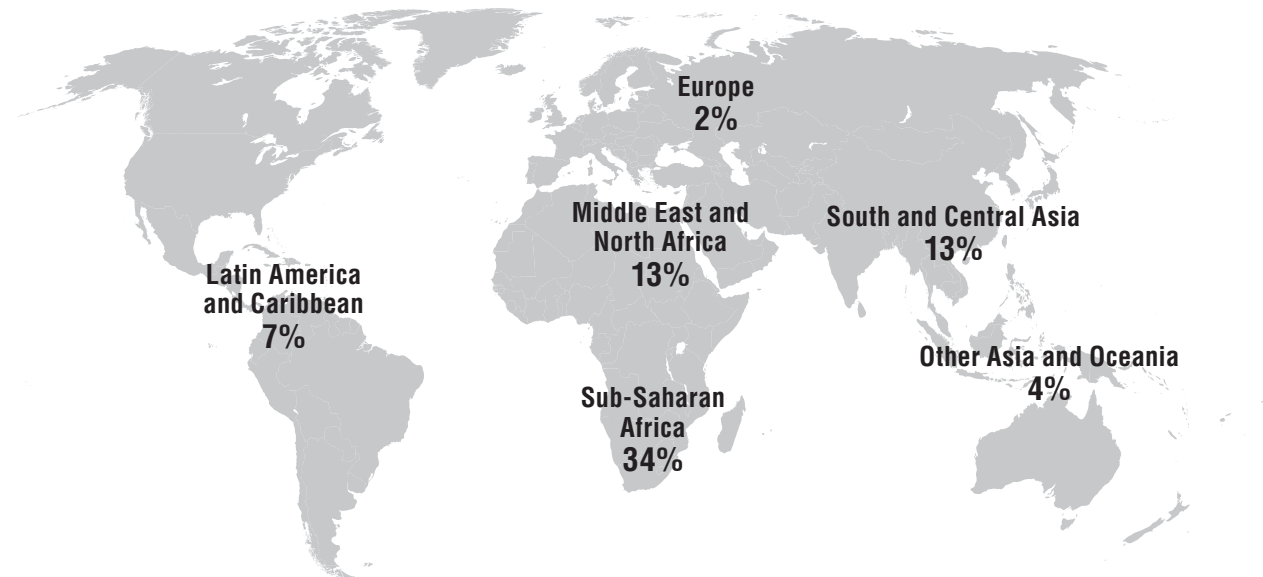 Europe
2%
Middle East and
North Africa
13%
South and Central Asia
13%
Latin America
and Caribbean
7%
Other Asia and Oceania
4%
Sub-Saharan
Africa
34%